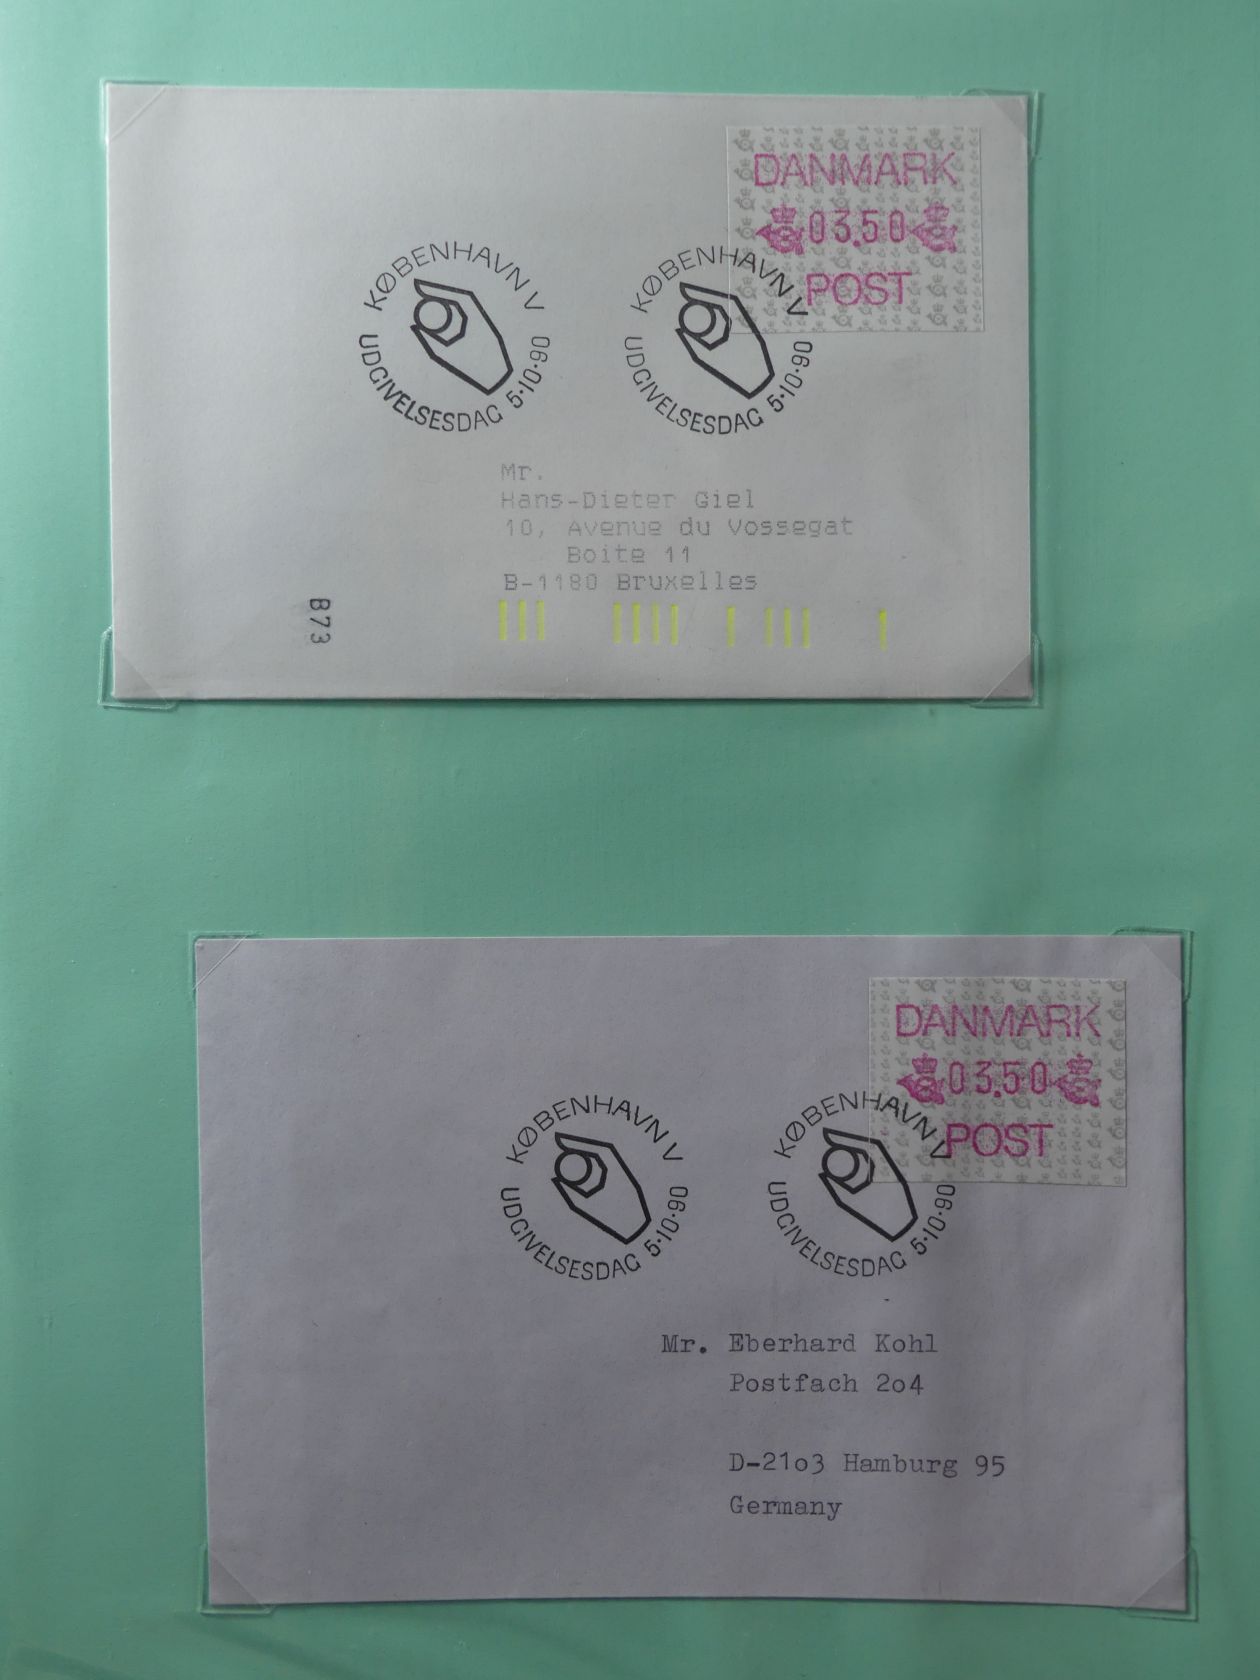 DANMARK
03.50
POST
KØBENHAVN V
UDGIVELSESDAG 5·10·90
KØBENHAVN V
UDGIVELSESDAG 5·10·90
Mr.
Hans-Dieter Giel
10, Avenue du Vossegat
Boite 11
B-1180 Bruxelles
B73
DANMARK
03.50
POST
KØBENHAVN V
UDGIVELSESDAG 5·10·90
KØBENHAVN V
UDGIVELSESDAG 5·10·90
Mr. Eberhard Kohl
Postfach 2o4
D-21o3 Hamburg 95
Germany